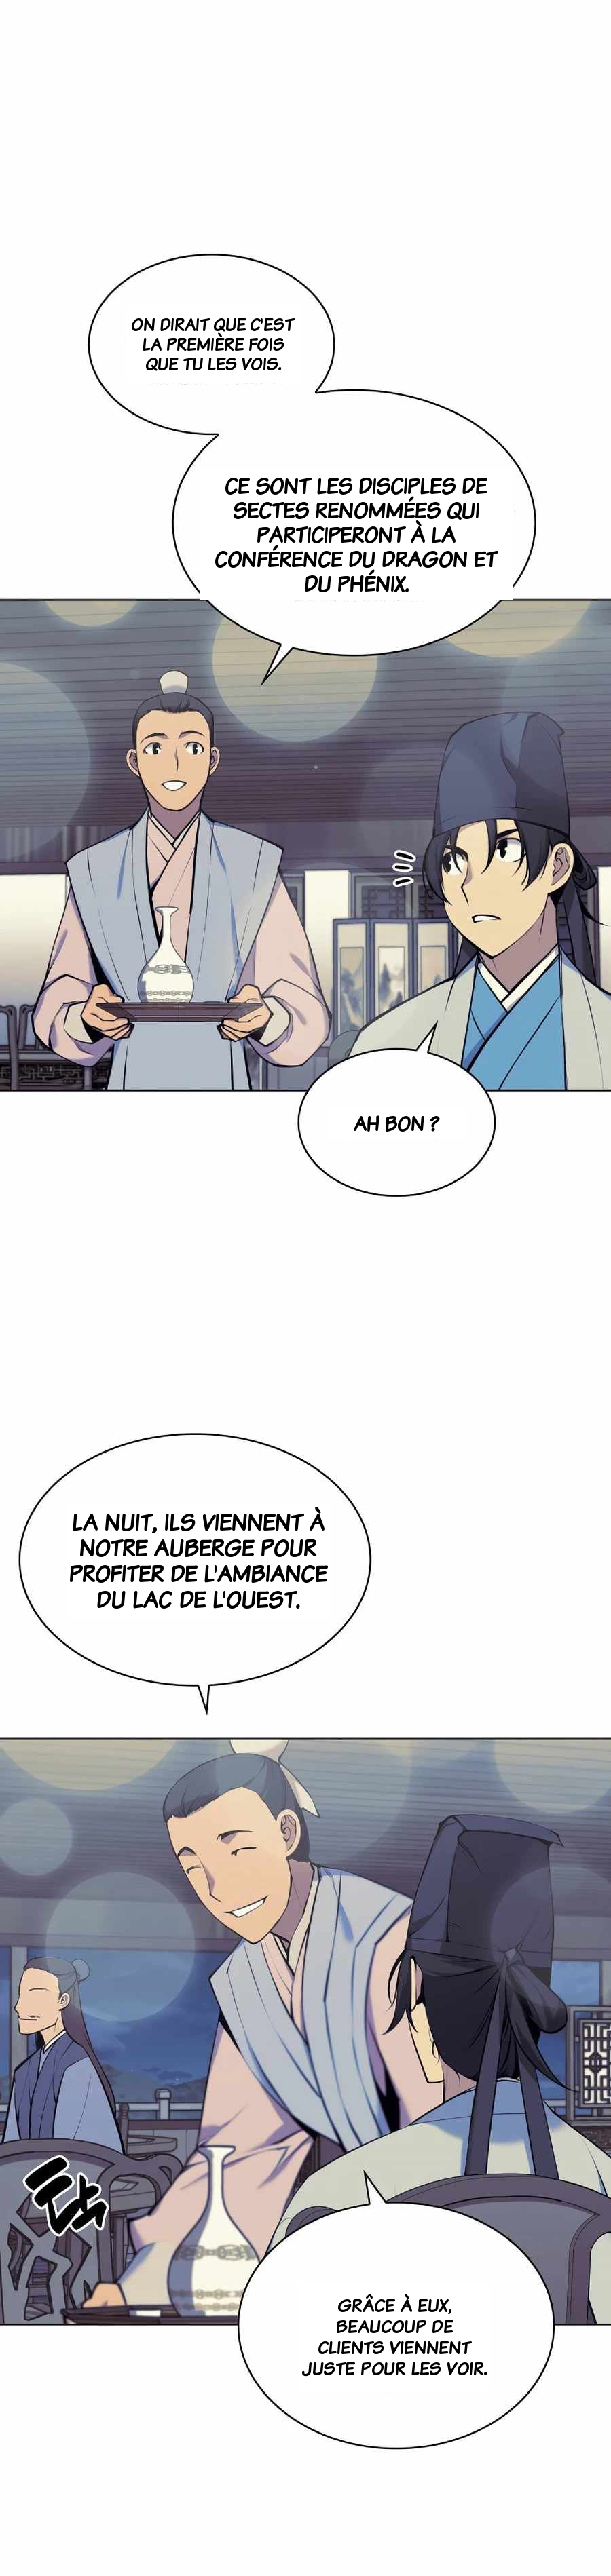 ON DIRAIT QUE C'EST
LA PREMIÈRE FOIS
QUE TU LES VOIS.
CE SONT LES DISCIPLES DE
SECTES RENOMMÉES QUI
PARTICIPERONT À LA
CONFÉRENCE DU DRAGON ET
DU PHÉNIX.
AH BON ?
LA NUIT, ILS VIENNENT À
NOTRE AUBERGE POUR
PROFITER DE L'AMBIANCE
DU LAC DE L'OUEST.
탁
GRÂCE À EUX,
BEAUCOUP DE
CLIENTS VIENNENT
JUSTE POUR LES VOIR.